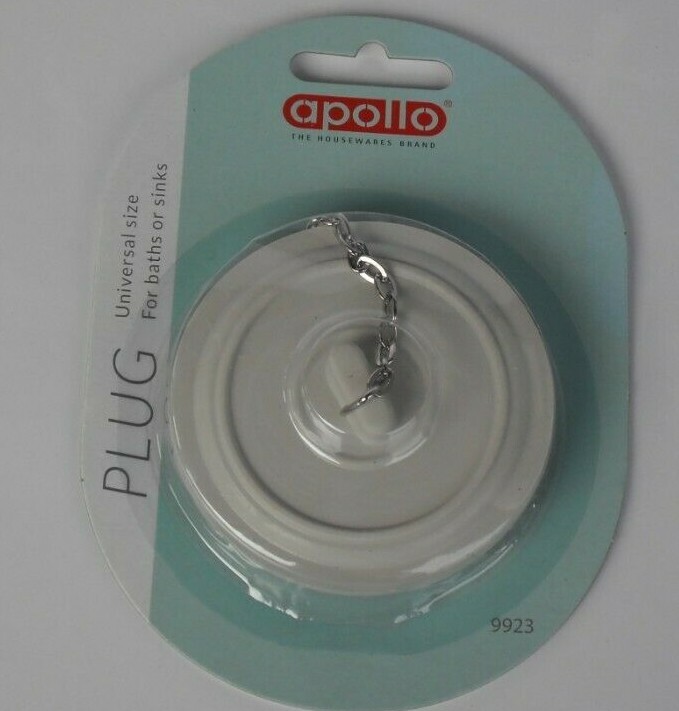 apollo®
THE HOUSEWARES BRAND
PLUG
Universal size
For baths or sinks
9923